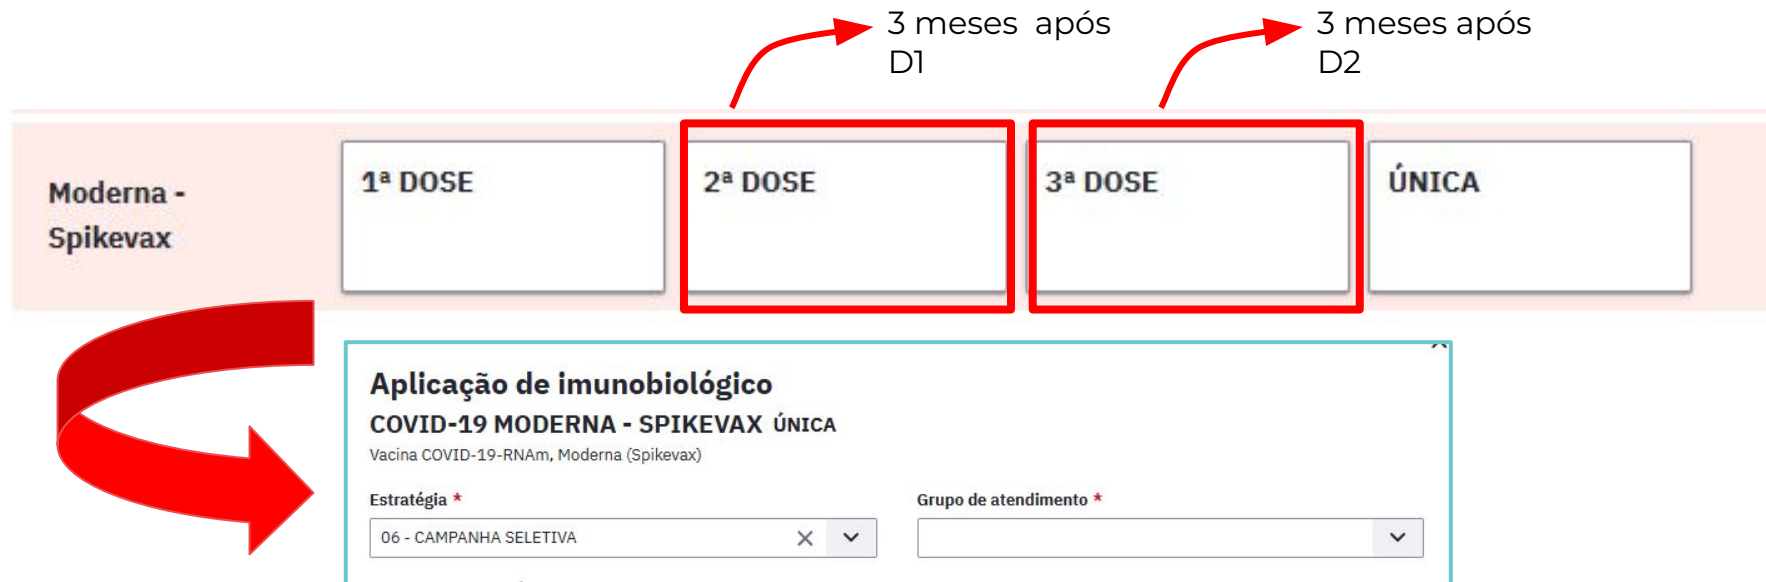 3 meses após
D1
3 meses após
D2
Moderna -
Spikevax
1ª DOSE
2ª DOSE
3ª DOSE
ÚNICA
Aplicação de imunobiológico
COVID-19 MODERNA - SPIKEVAX ÚNICA
Vacina COVID-19-RNAm, Moderna (Spikevax)
Estratégia *
Grupo de atendimento *
06 - CAMPANHA SELETIVA